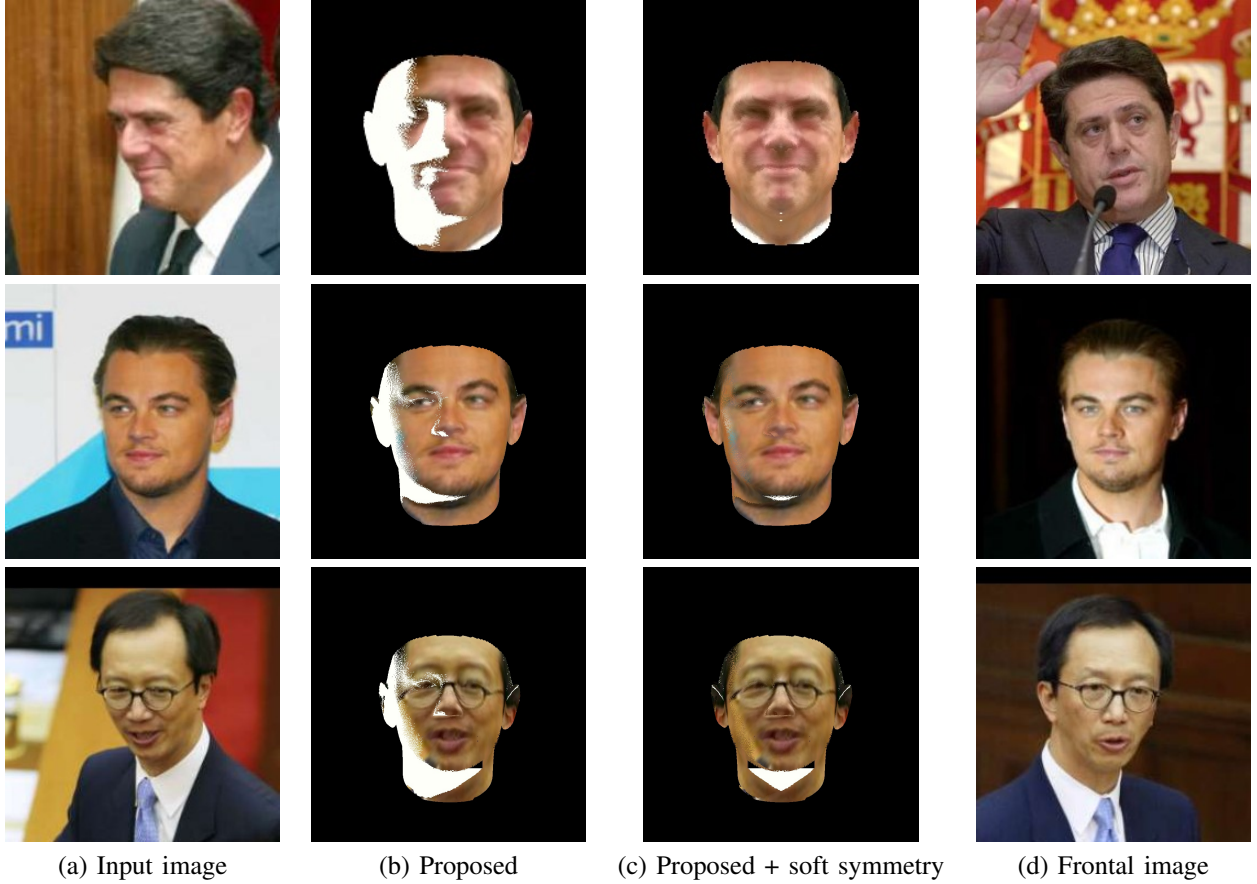 mi
(a) Input image
(b) Proposed
(c) Proposed + soft symmetry
(d) Frontal image